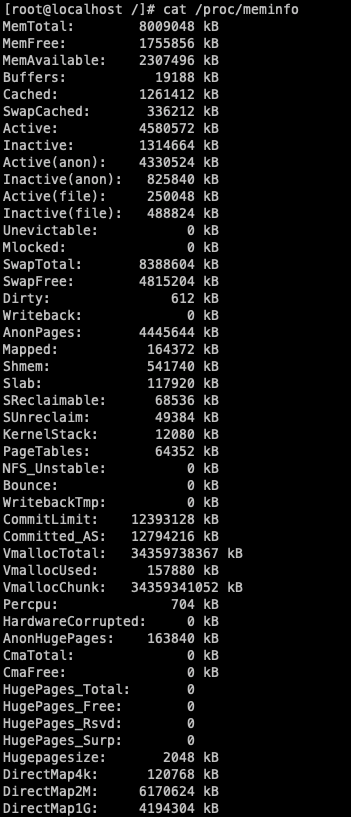 [root@localhost /]# cat /proc/meminfo
MemTotal:        8009048 kB
MemFree:         1755856 kB
MemAvailable:    2307496 kB
Buffers:           19188 kB
Cached:          1261412 kB
SwapCached:       336212 kB
Active:          4580572 kB
Inactive:        1314664 kB
Active(anon):    4330524 kB
Inactive(anon):   825840 kB
Active(file):     250048 kB
Inactive(file):   488824 kB
Unevictable:           0 kB
Mlocked:               0 kB
SwapTotal:       8388604 kB
SwapFree:        4815204 kB
Dirty:               612 kB
Writeback:             0 kB
AnonPages:       4445644 kB
Mapped:           164372 kB
Shmem:            541740 kB
Slab:             117920 kB
SReclaimable:      68536 kB
SUnreclaim:        49384 kB
KernelStack:       12080 kB
PageTables:        64352 kB
NFS_Unstable:          0 kB
Bounce:                0 kB
WritebackTmp:          0 kB
CommitLimit:    12393128 kB
Committed_AS:   12794216 kB
VmallocTotal:   34359738367 kB
VmallocUsed:      157880 kB
VmallocChunk:   34359341052 kB
Percpu:              704 kB
HardwareCorrupted:     0 kB
AnonHugePages:    163840 kB
CmaTotal:              0 kB
CmaFree:               0 kB
HugePages_Total:       0
HugePages_Free:        0
HugePages_Rsvd:        0
HugePages_Surp:        0
Hugepagesize:       2048 kB
DirectMap4k:      120768 kB
DirectMap2M:     6170624 kB
DirectMap1G:     4194304 kB